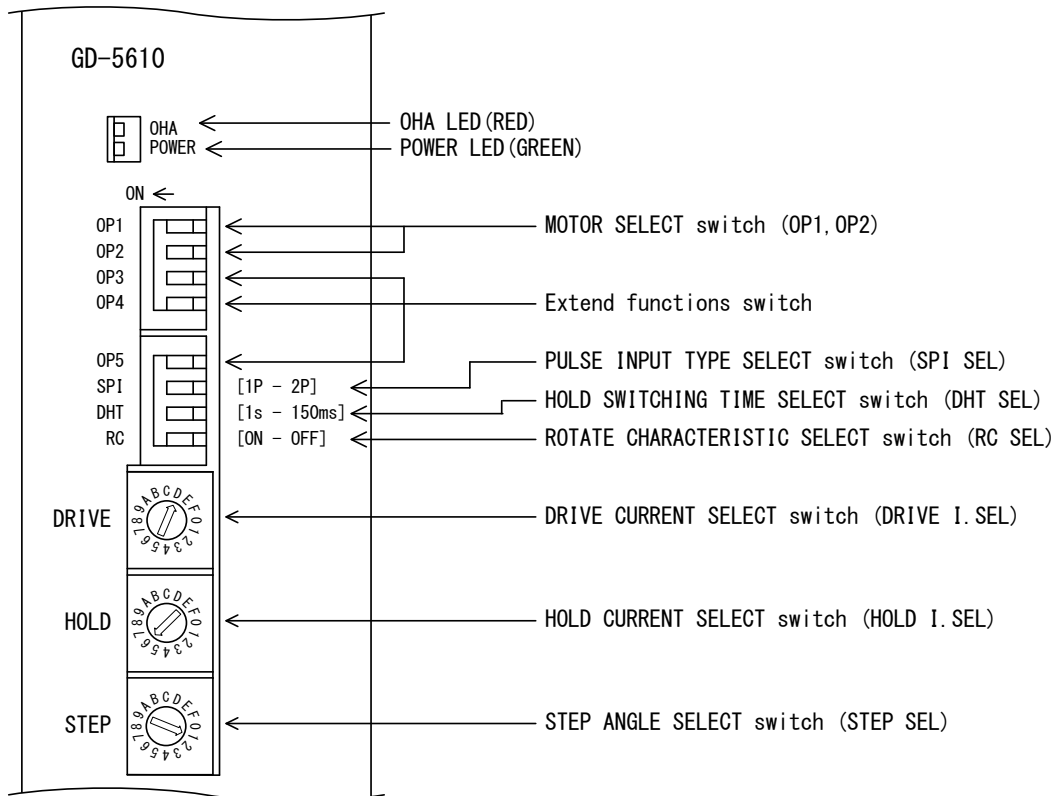 GD-5610
OHA OHA LED(RED)
POWER POWER LED(GREEN)
ON
OP1 MOTOR SELECT switch (OP1,OP2)
OP2
OP3
OP4 Extend functions switch
OP5
SPI [1P - 2P] PULSE INPUT TYPE SELECT switch (SPI SEL)
DHT [1s - 150ms] HOLD SWITCHING TIME SELECT switch (DHT SEL)
RC [ON - OFF] ROTATE CHARACTERISTIC SELECT switch (RC SEL)
DRIVE DRIVE CURRENT SELECT switch (DRIVE I.SEL)
0123456789ABCDEF
HOLD HOLD CURRENT SELECT switch (HOLD I.SEL)
0123456789ABCDEF
STEP STEP ANGLE SELECT switch (STEP SEL)
0123456789ABCDEF